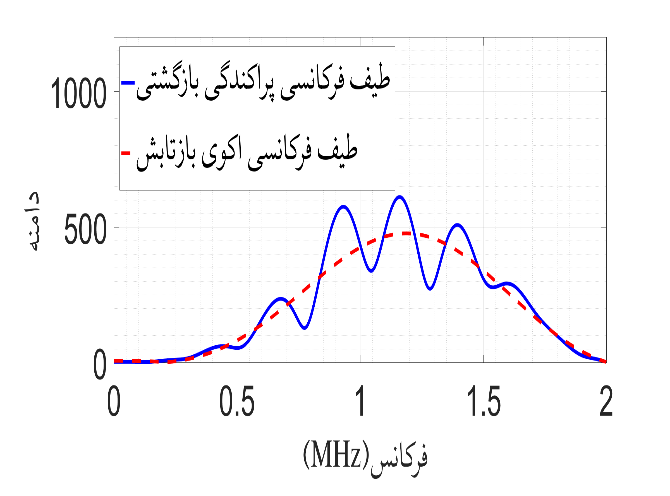 طیف فرکانسی پراکندگی بازگشتی
طیف فرکانسی اکوی بازتابش
1000
500
0
دامنه
0 0.5 1 1.5 2
فرکانس(MHz)